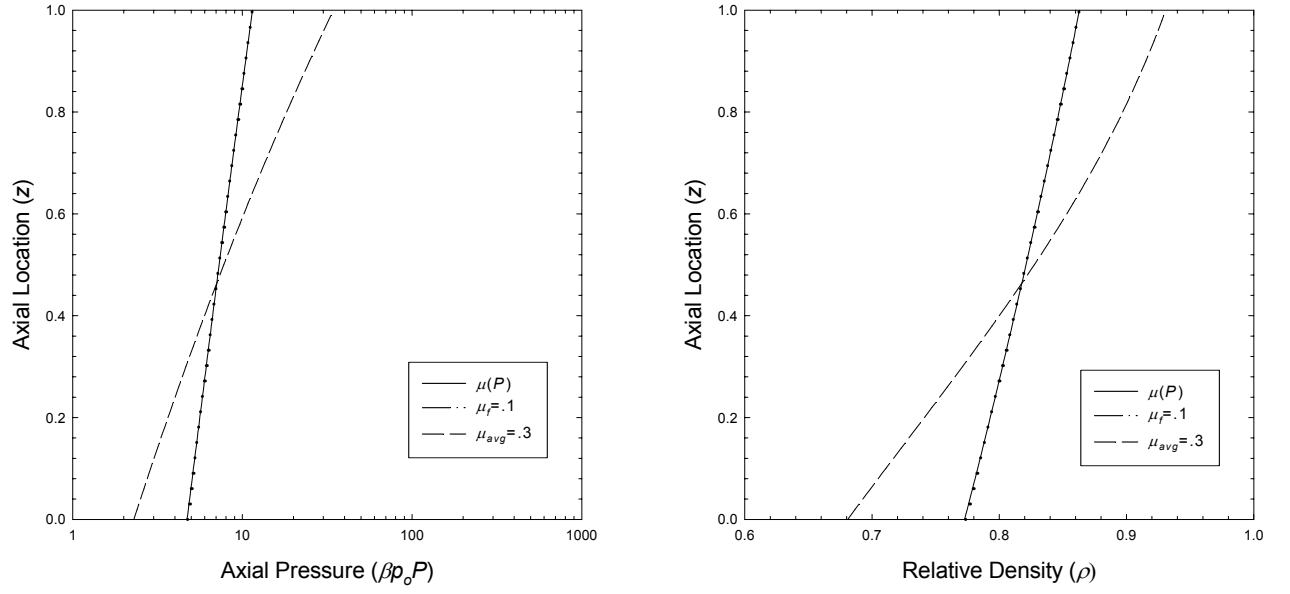 1.0
0.8
0.6
0.4
0.2
0.0
Axial Location (z)
1 10 100 1000
Axial Pressure (βpₒP)
μ(P)
μf=.1
μavg=.3
1.0
0.8
0.6
0.4
0.2
0.0
Axial Location (z)
0.6 0.7 0.8 0.9 1.0
Relative Density (ρ)
μ(P)
μf=.1
μavg=.3